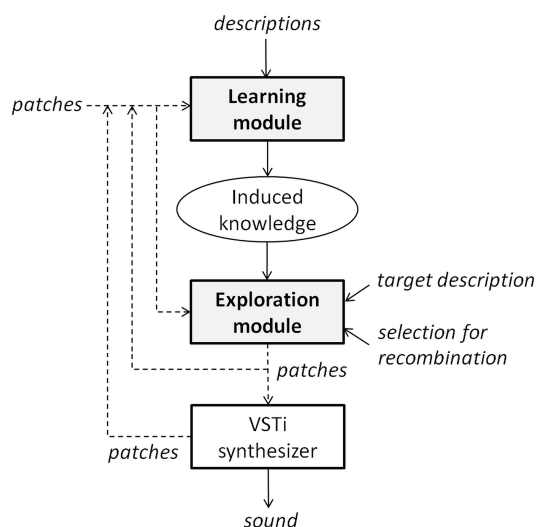 descriptions
patches
Learning
module
Induced
knowledge
Exploration
module
target description
selection for
recombination
patches
VSTi
synthesizer
patches
sound